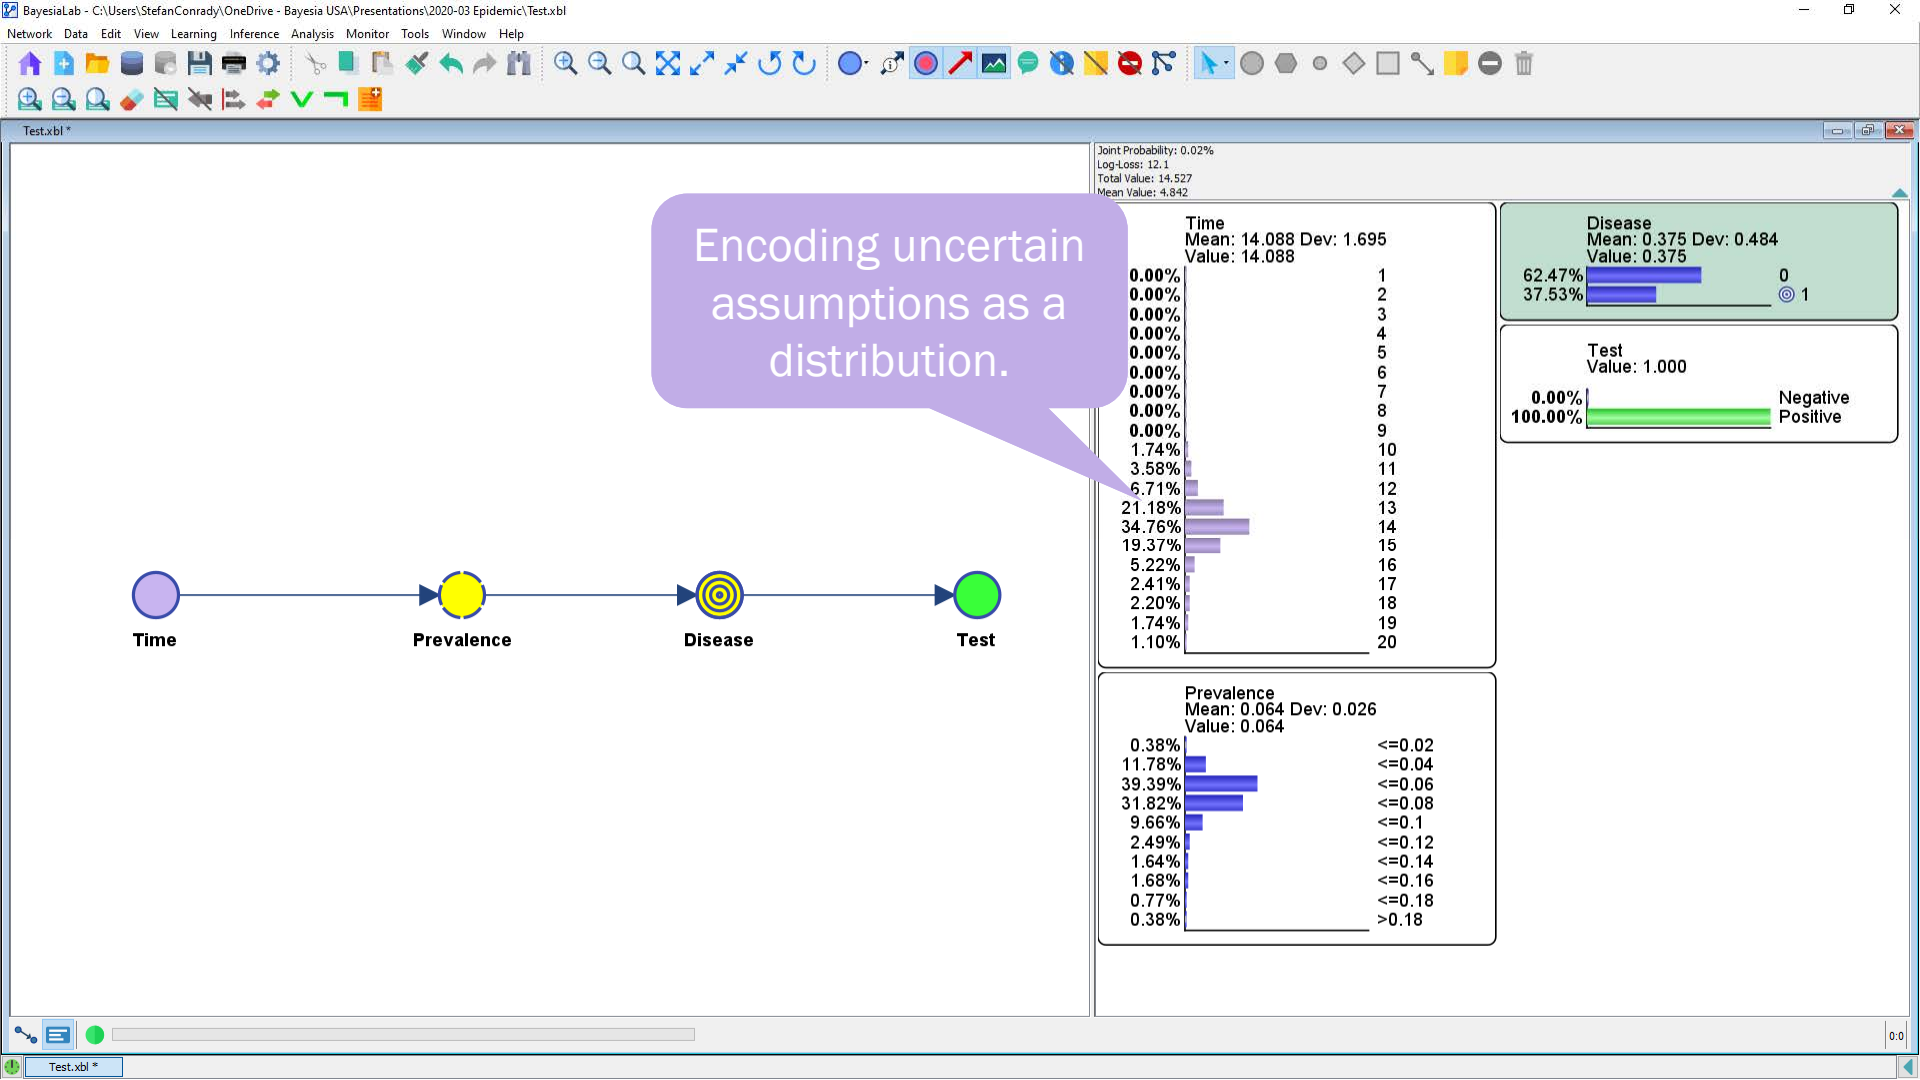 BayesiaLab - C:\Users\StefanConrady\OneDrive - Bayesia USA\Presentations\2020-03 Epidemic\Test.xbl
Network Data Edit View Learning Inference Analysis Monitor Tools Window Help
Test.xbl *
Joint Probability: 0.02%
Log-Loss: 12.1
Total Value: 14.527
Mean Value: 4.842
Encoding uncertain
assumptions as a
distribution.
Time
Prevalence
Disease
Test
Time
Mean: 14.088 Dev: 1.695
Value: 14.088
0.00% 1
0.00% 2
0.00% 3
0.00% 4
0.00% 5
0.00% 6
0.00% 7
0.00% 8
0.00% 9
1.74% 10
3.58% 11
6.71% 12
21.18% 13
34.76% 14
19.37% 15
5.22% 16
2.41% 17
2.20% 18
1.74% 19
1.10% 20
Prevalence
Mean: 0.064 Dev: 0.026
Value: 0.064
0.38% <=0.02
11.78% <=0.04
39.39% <=0.06
31.82% <=0.08
9.66% <=0.1
2.49% <=0.12
1.64% <=0.14
1.68% <=0.16
0.77% <=0.18
0.38% >0.18
Disease
Mean: 0.375 Dev: 0.484
Value: 0.375
62.47% 0
37.53% 1
Test
Value: 1.000
0.00% Negative
100.00% Positive
0:0
Test.xbl *